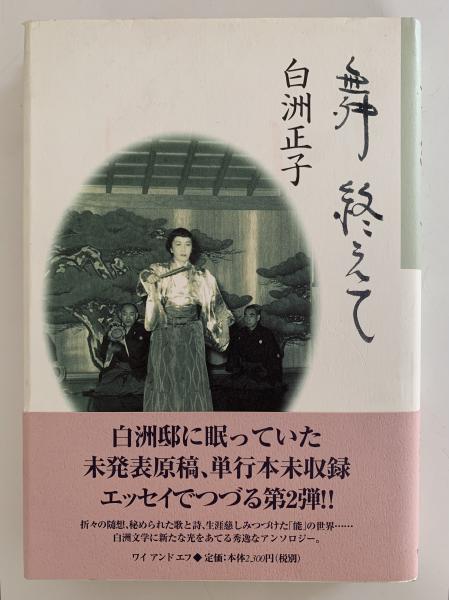 舞 終えて
白洲正子
白洲邸に眠っていた
未発表原稿、単行本未収録
エッセイでつづる第2弾!!
折々の随想、秘められた歌と詩、生涯慈しみつづけた「能」の世界……
白洲文学に新たな光をあてる秀逸なアンソロジー。
ワイ アンド エフ◆定価:本体2,300円(税別)